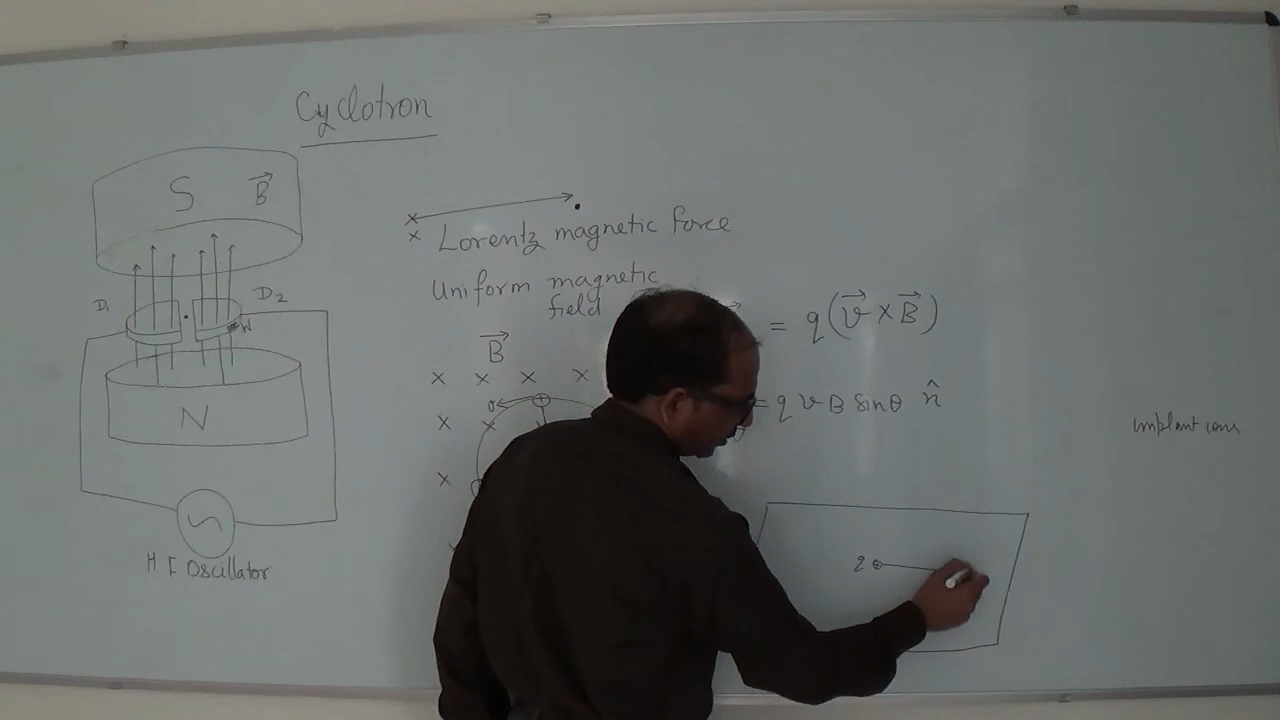 Cyclotron
S B⃗
D₁ D₂
W
N
H F Oscillator
x
x Lorentz magnetic force
Uniform magnetic
field
B⃗
x x x x
x x
x
= q(v⃗ × B⃗)
= q v B sinθ n̂
implant ions